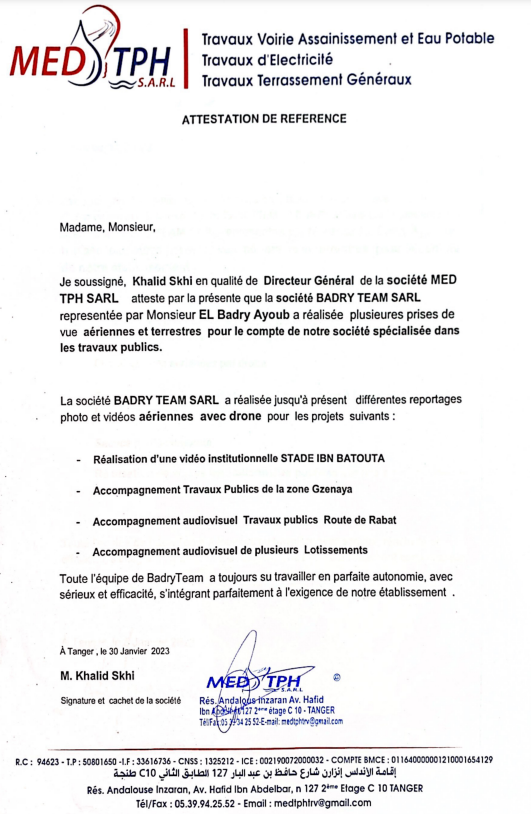 MED TPH
S.A.R.L
Travaux Voirie Assainissement et Eau Potable
Travaux d'Electricité
Travaux Terrassement Généraux
ATTESTATION DE REFERENCE
Madame, Monsieur,
Je soussigné, Khalid Skhi en qualité de Directeur Général de la société MED
TPH SARL atteste par la présente que la société BADRY TEAM SARL
representée par Monsieur EL Badry Ayoub a réalisée plusieures prises de
vue aériennes et terrestres pour le compte de notre société spécialisée dans
les travaux publics.
La société BADRY TEAM SARL a réalisée jusqu'à présent différentes reportages
photo et vidéos aériennes avec drone pour les projets suivants :
- Réalisation d'une vidéo institutionnelle STADE IBN BATOUTA
- Accompagnement Travaux Publics de la zone Gzenaya
- Accompagnement audiovisuel Travaux publics Route de Rabat
- Accompagnement audiovisuel de plusieurs Lotissements
Toute l'équipe de BadryTeam a toujours su travailler en parfaite autonomie, avec
sérieux et efficacité, s'intégrant parfaitement à l'exigence de notre établissement .
À Tanger , le 30 Janvier 2023
M. Khalid Skhi
Signature et cachet de la société
MED TPH
S.A.R.L
Rés. Andalous Inzaran Av. Hafid
Ibn 127 2ème étage C 10 - TANGER
Tél/Fax 94 25 52-E-mail: medtphtrv@gmail.com
R.C : 94623 - T.P : 50801650 -I.F : 33616736 - CNSS : 1325212 - ICE : 002190072000032 - COMPTE BMCE : 011640000001210001654129
إقامة الأندلس إنزارن شارع حافظ بن عبد البار 127 الطابق الثاني C10 طنجة
Rés. Andalouse Inzaran, Av. Hafid Ibn Abdelbar, n 127 2ème Etage C 10 TANGER
Tél/Fax : 05.39.94.25.52 - Email : medtphtrv@gmail.com